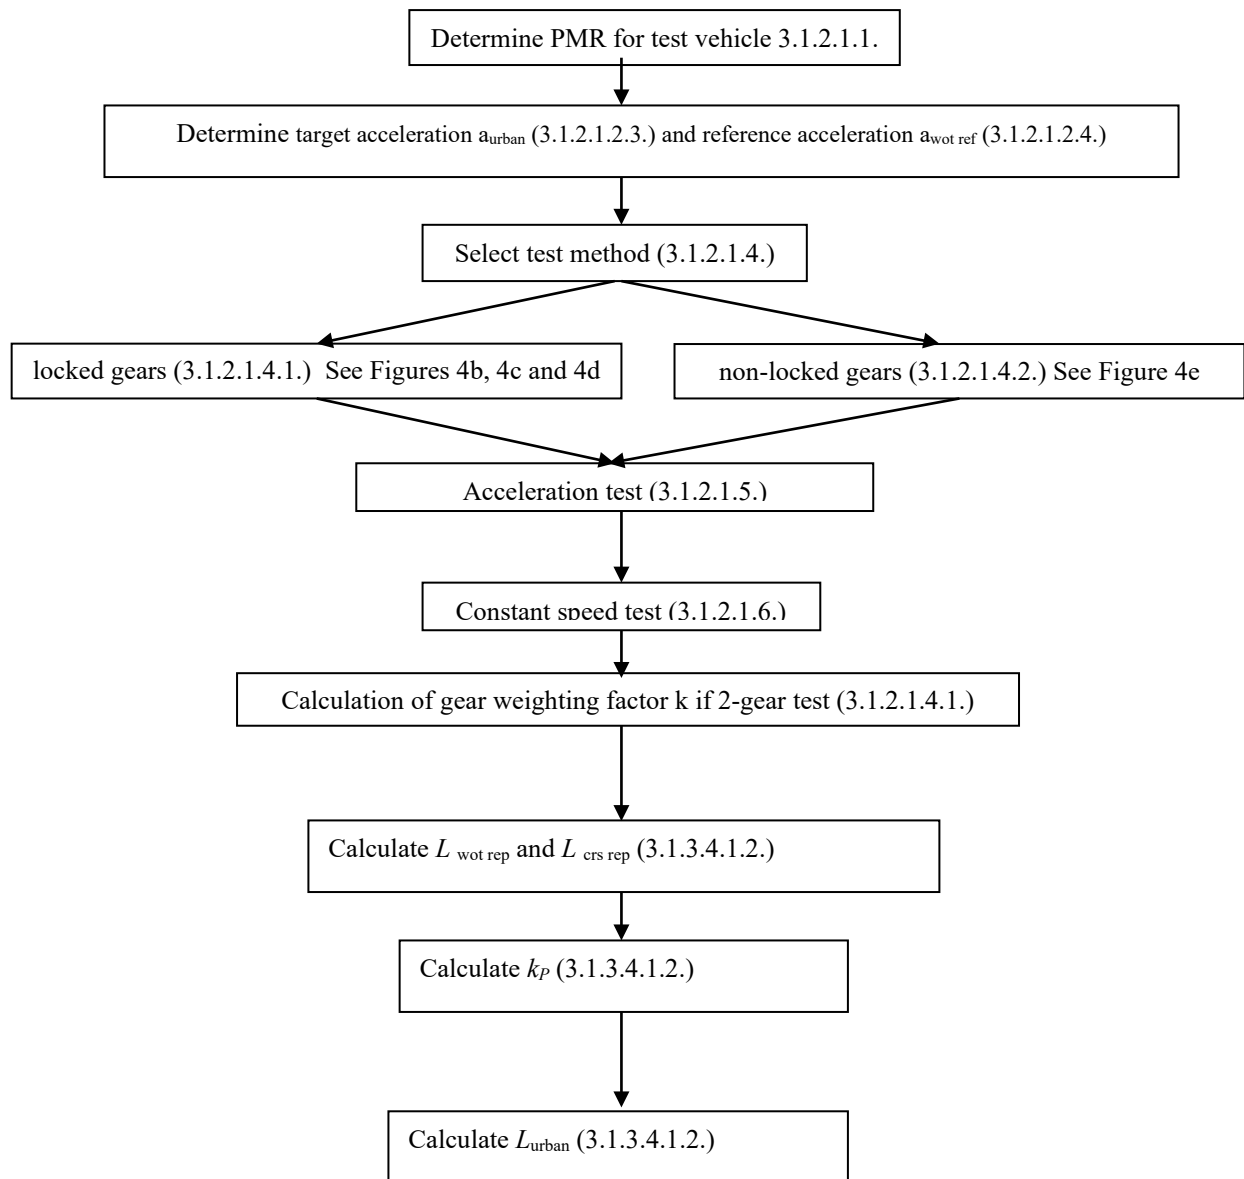 Determine PMR for test vehicle 3.1.2.1.1.
Determine target acceleration aurban (3.1.2.1.2.3.) and reference acceleration awot ref (3.1.2.1.2.4.)
Select test method (3.1.2.1.4.)
locked gears (3.1.2.1.4.1.) See Figures 4b, 4c and 4d
non-locked gears (3.1.2.1.4.2.) See Figure 4e
Acceleration test (3.1.2.1.5.)
Constant speed test (3.1.2.1.6.)
Calculation of gear weighting factor k if 2-gear test (3.1.2.1.4.1.)
Calculate L wot rep and L crs rep (3.1.3.4.1.2.)
Calculate kP (3.1.3.4.1.2.)
Calculate Lurban (3.1.3.4.1.2.)